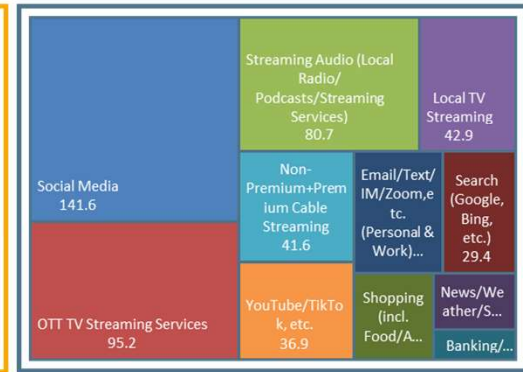 Social Media
141.6
OTT TV Streaming Services
95.2
Streaming Audio (Local
Radio/
Podcasts/Streaming
Services)
80.7
Local TV
Streaming
42.9
Non-
Premium+Prem
ium Cable
Streaming
41.6
Email/Text/
IM/Zoom,e
tc.
(Personal &
Work)...
Search
(Google,
Bing,
etc.)
29.4
YouTube/TikTo
k, etc.
36.9
Shopping
(incl.
Food/A...
News/We
ather/S...
Banking/...